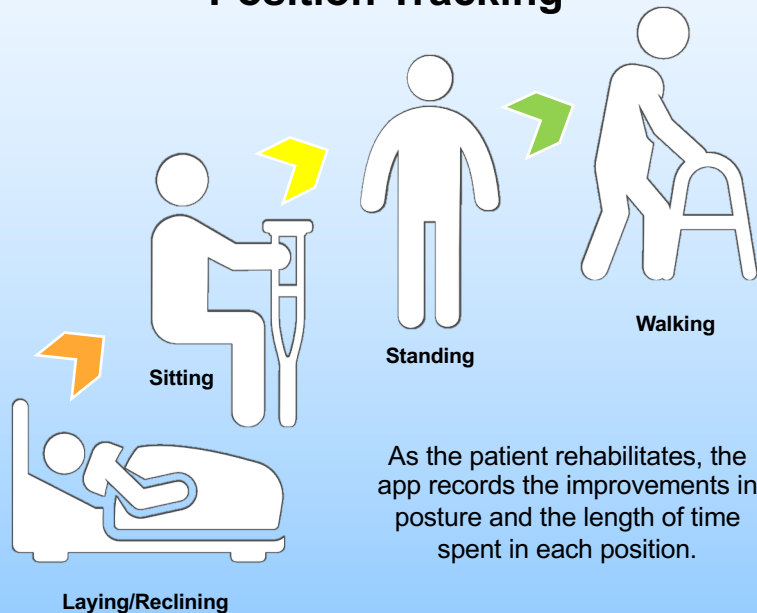 Position Tracking
Walking
Standing
Sitting
As the patient rehabilitates, the
app records the improvements in
posture and the length of time
spent in each position.
Laying/Reclining